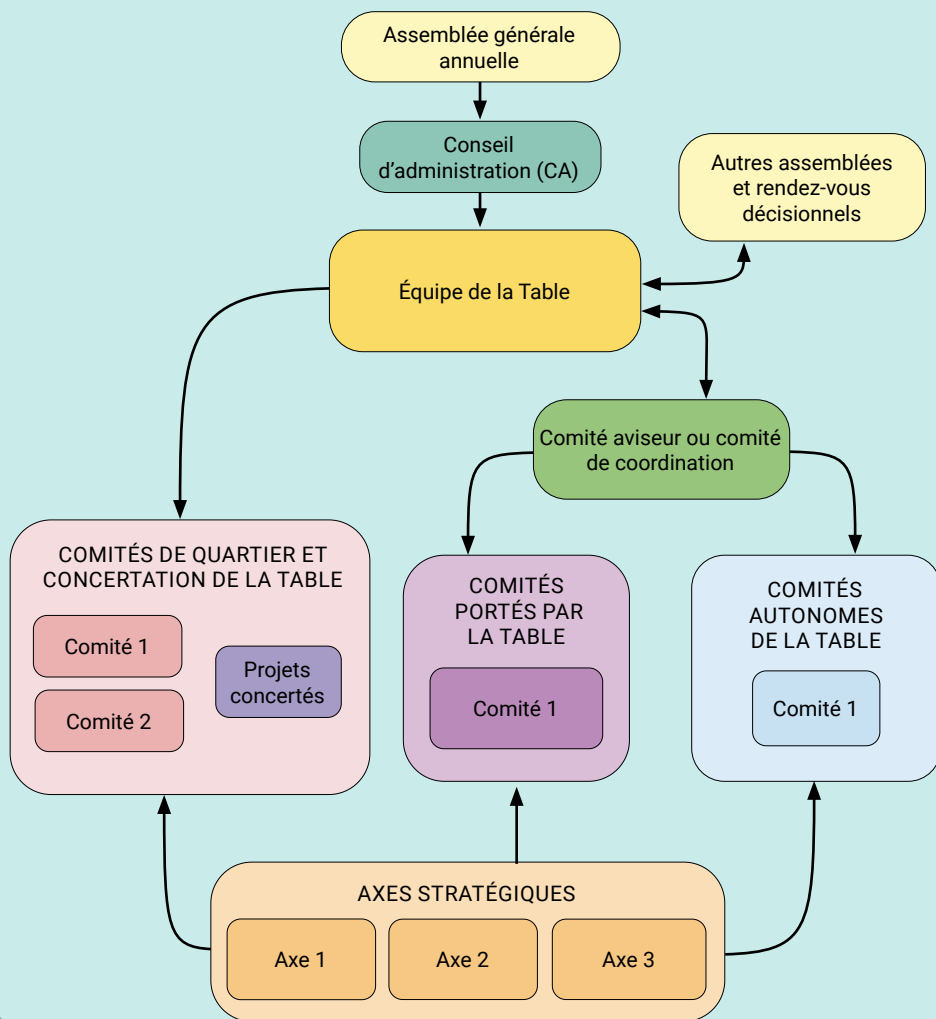 Assemblée générale
annuelle
Conseil
d'administration (CA)
Autres assemblées
et rendez-vous
décisionnels
Équipe de la Table
Comité aviseur ou comité
de coordination
COMITÉS DE QUARTIER ET
CONCERTATION DE LA TABLE
Comité 1
Comité 2
Projets
concertés
COMITÉS
PORTÉS PAR
LA TABLE
Comité 1
COMITÉS
AUTONOMES
DE LA TABLE
Comité 1
AXES STRATÉGIQUES
Axe 1
Axe 2
Axe 3